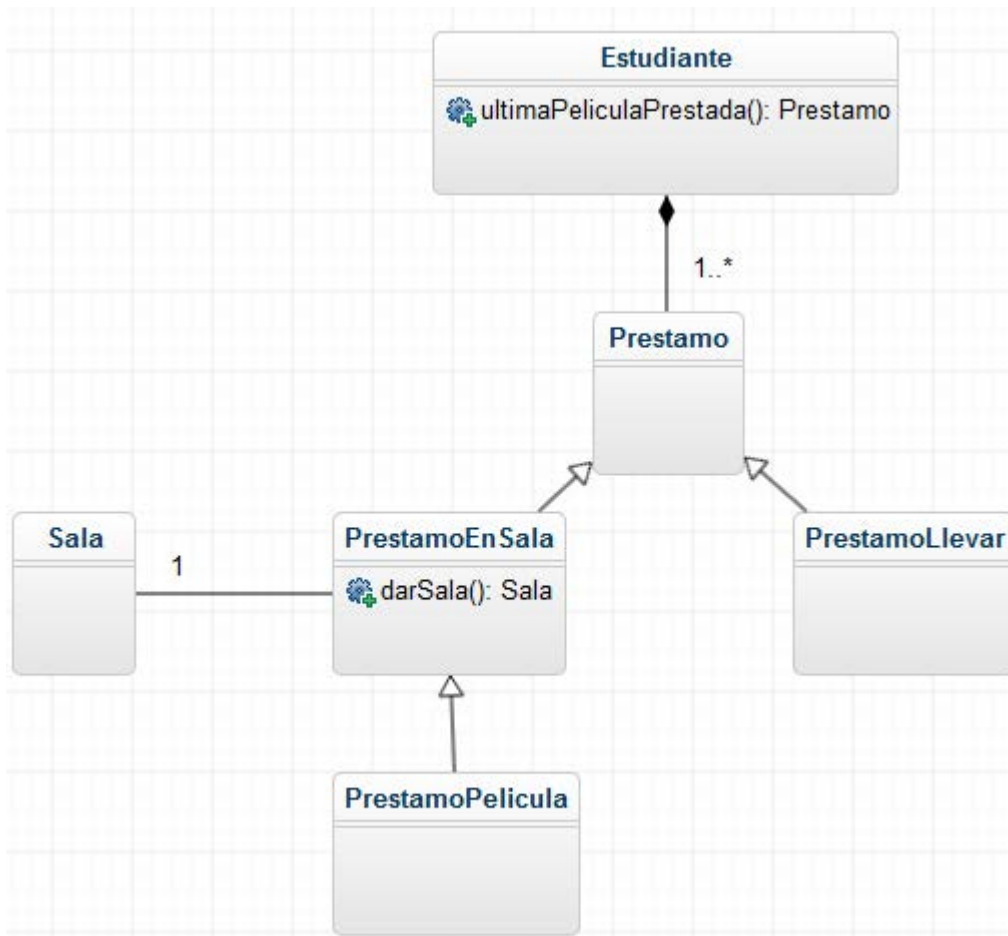 Estudiante
ultimaPeliculaPrestada(): Prestamo
1..*
Prestamo
Sala
1
PrestamoEnSala
darSala(): Sala
PrestamoLlevar
PrestamoPelicula